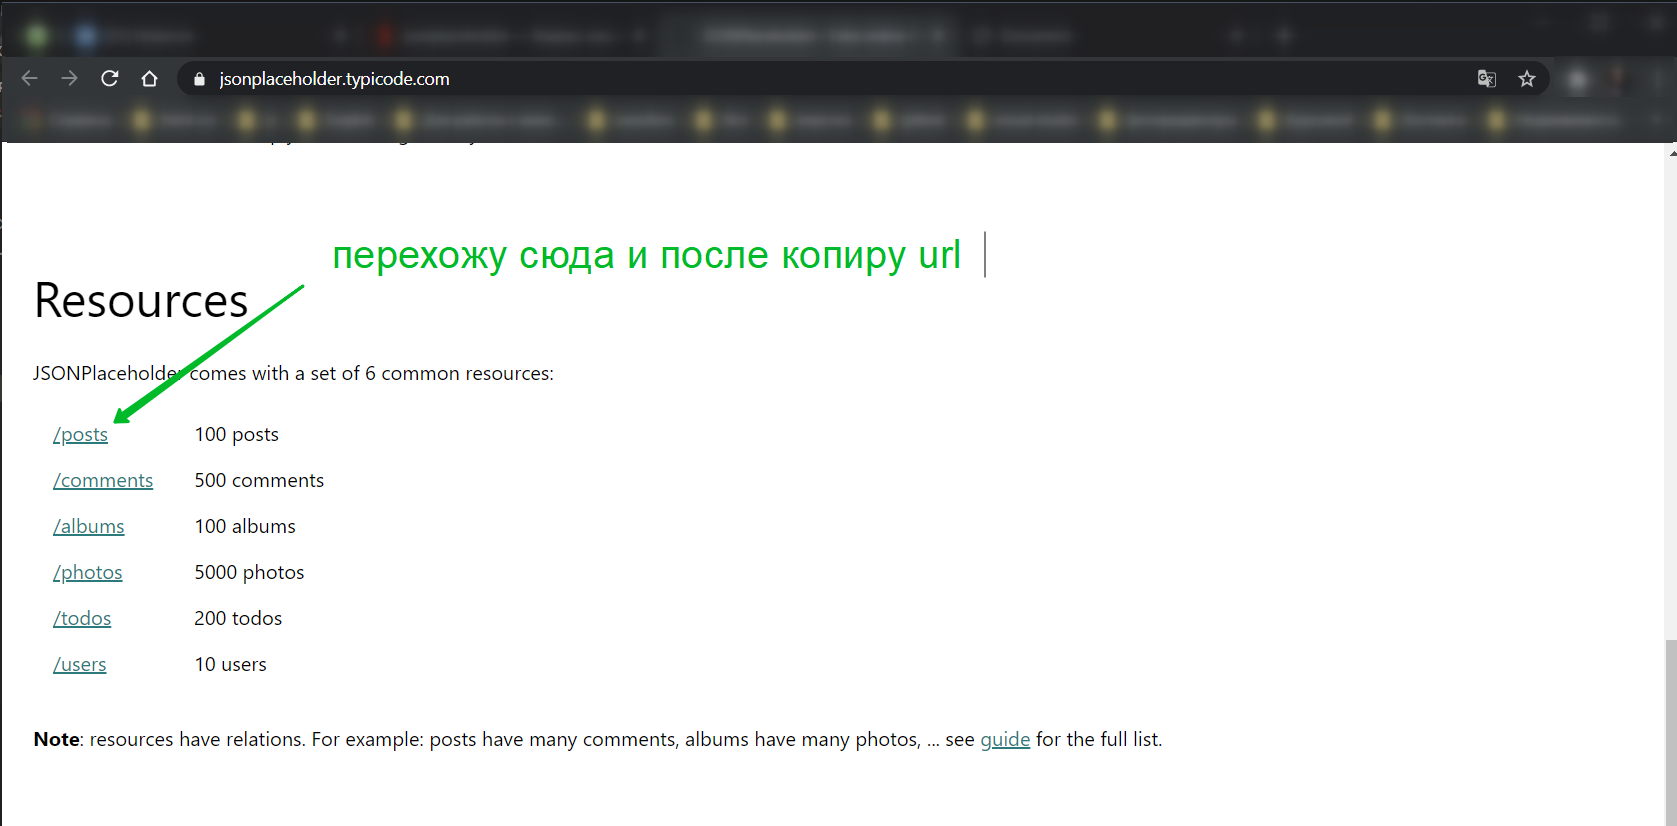 jsonplaceholder.typicode.com
перехожу сюда и после копиру url
Resources
JSONPlaceholder comes with a set of 6 common resources:
/posts 100 posts
/comments 500 comments
/albums 100 albums
/photos 5000 photos
/todos 200 todos
/users 10 users
Note: resources have relations. For example: posts have many comments, albums have many photos, ... see guide for the full list.